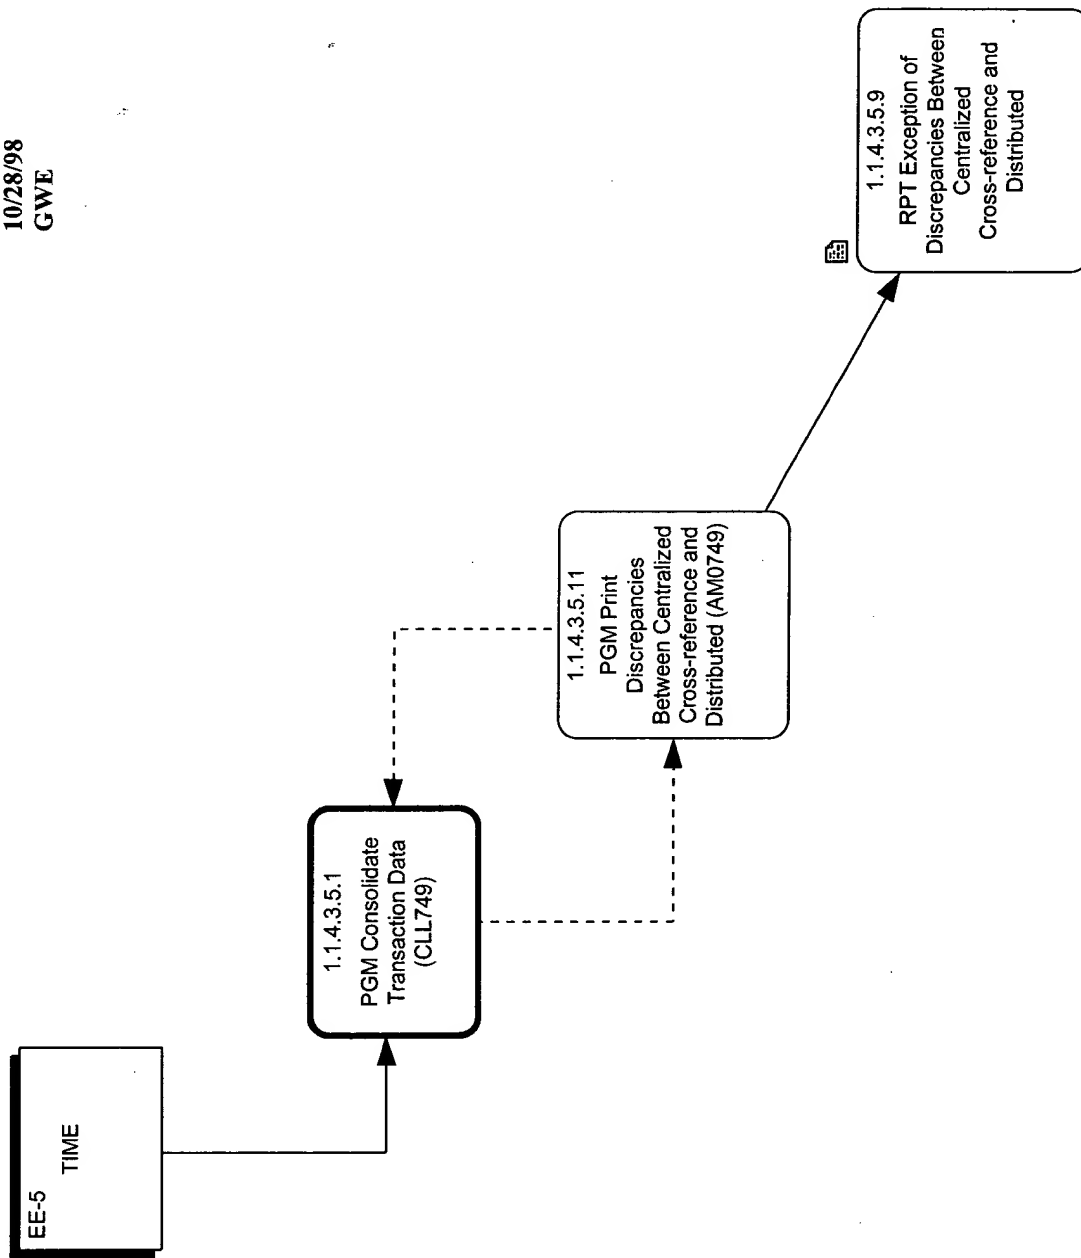 10/28/98
GWE
EE-5
TIME
1.1.4.3.5.1
PGM Consolidate
Transaction Data
(CLL749)
1.1.4.3.5.11
PGM Print
Discrepancies
Between Centralized
Cross-reference and
Distributed (AM0749)
1.1.4.3.5.9
RPT Exception of
Discrepancies Between
Centralized
Cross-reference and
Distributed